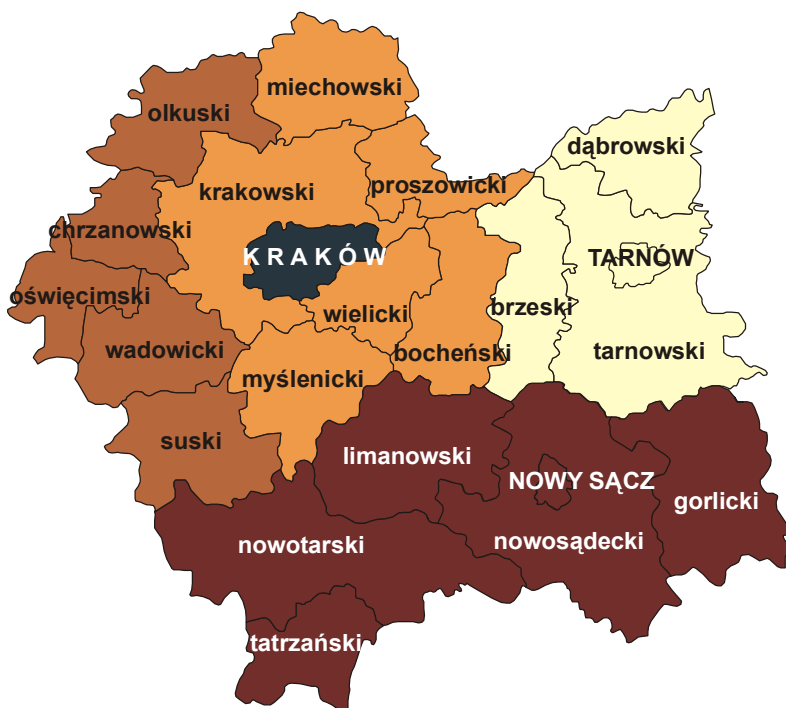 miechowski
olkuski
dąbrowski
krakowski
proszowicki
chrzanowski
KRAKÓW
TARNÓW
oświęcimski
wielicki
brzeski
wadowicki
bocheński
tarnowski
myślenicki
suski
limanowski
NOWY SĄCZ
gorlicki
nowotarski
nowosądecki
tatrzański